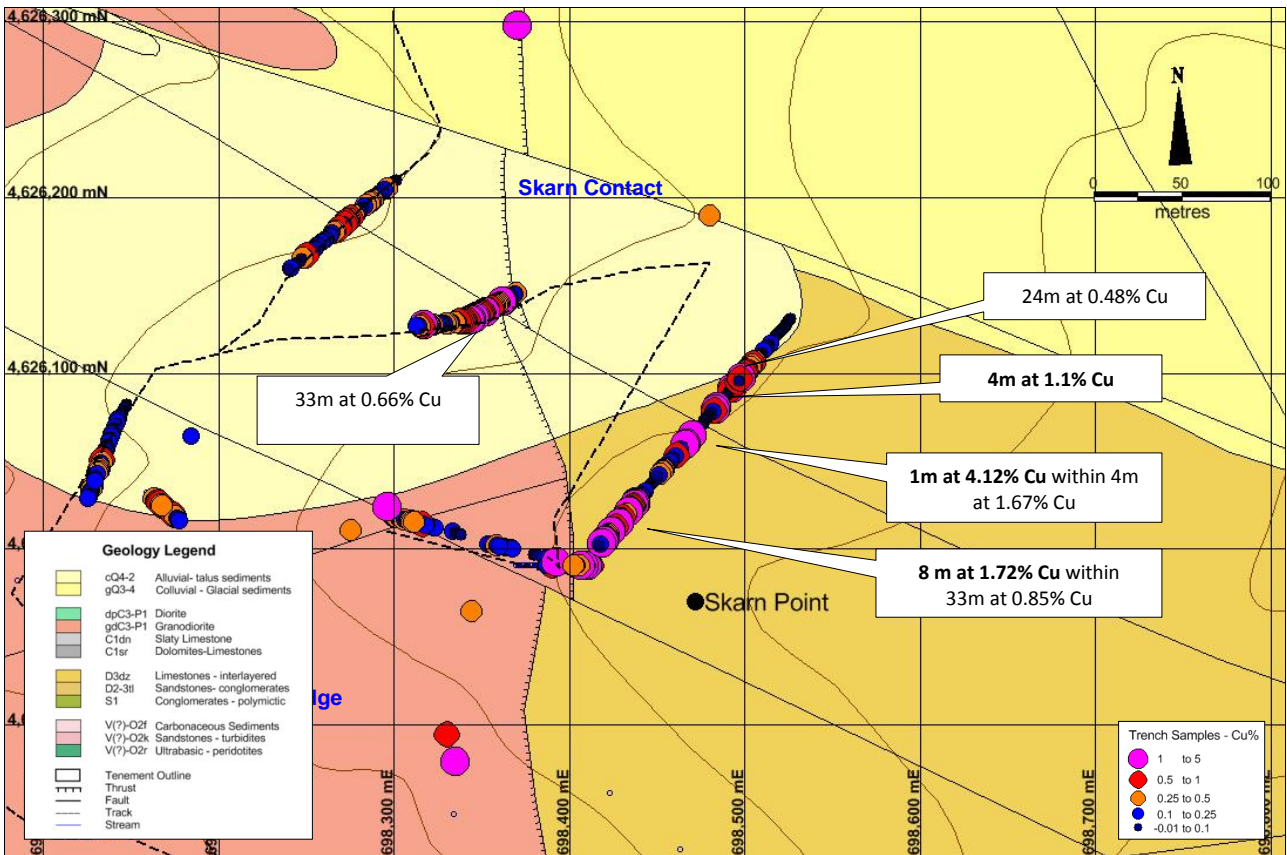 4,626,300 mN
N
4,626,200 mN
Skarn Contact
0 50 100
metres
24m at 0.48% Cu
4,626,100 mN
4m at 1.1% Cu
33m at 0.66% Cu
1m at 4.12% Cu within 4m
at 1.67% Cu
8 m at 1.72% Cu within
33m at 0.85% Cu
Skarn Point
Geology Legend
cQ4-2 Alluvial- talus sediments
gQ3-4 Colluvial - Glacial sediments
dpC3-P1 Diorite
gdC3-P1 Granodiorite
C1dn Slaty Limestone
C1sr Dolomites-Limestones
D3dz Limestones - interlayered
D2-3tl Sandstones- conglomerates
S1 Conglomerates - polymictic
V(?)-O2f Carbonaceous Sediments
V(?)-O2k Sandstones - turbidites
V(?)-O2r Ultrabasic - peridotites
Tenement Outline
Thrust
Fault
Track
Stream
lge
Trench Samples - Cu%
1 to 5
0.5 to 1
0.25 to 0.5
0.1 to 0.25
-0.01 to 0.1
698,300 mE
698,400 mE
698,500 mE
698,600 mE
698,700 mE